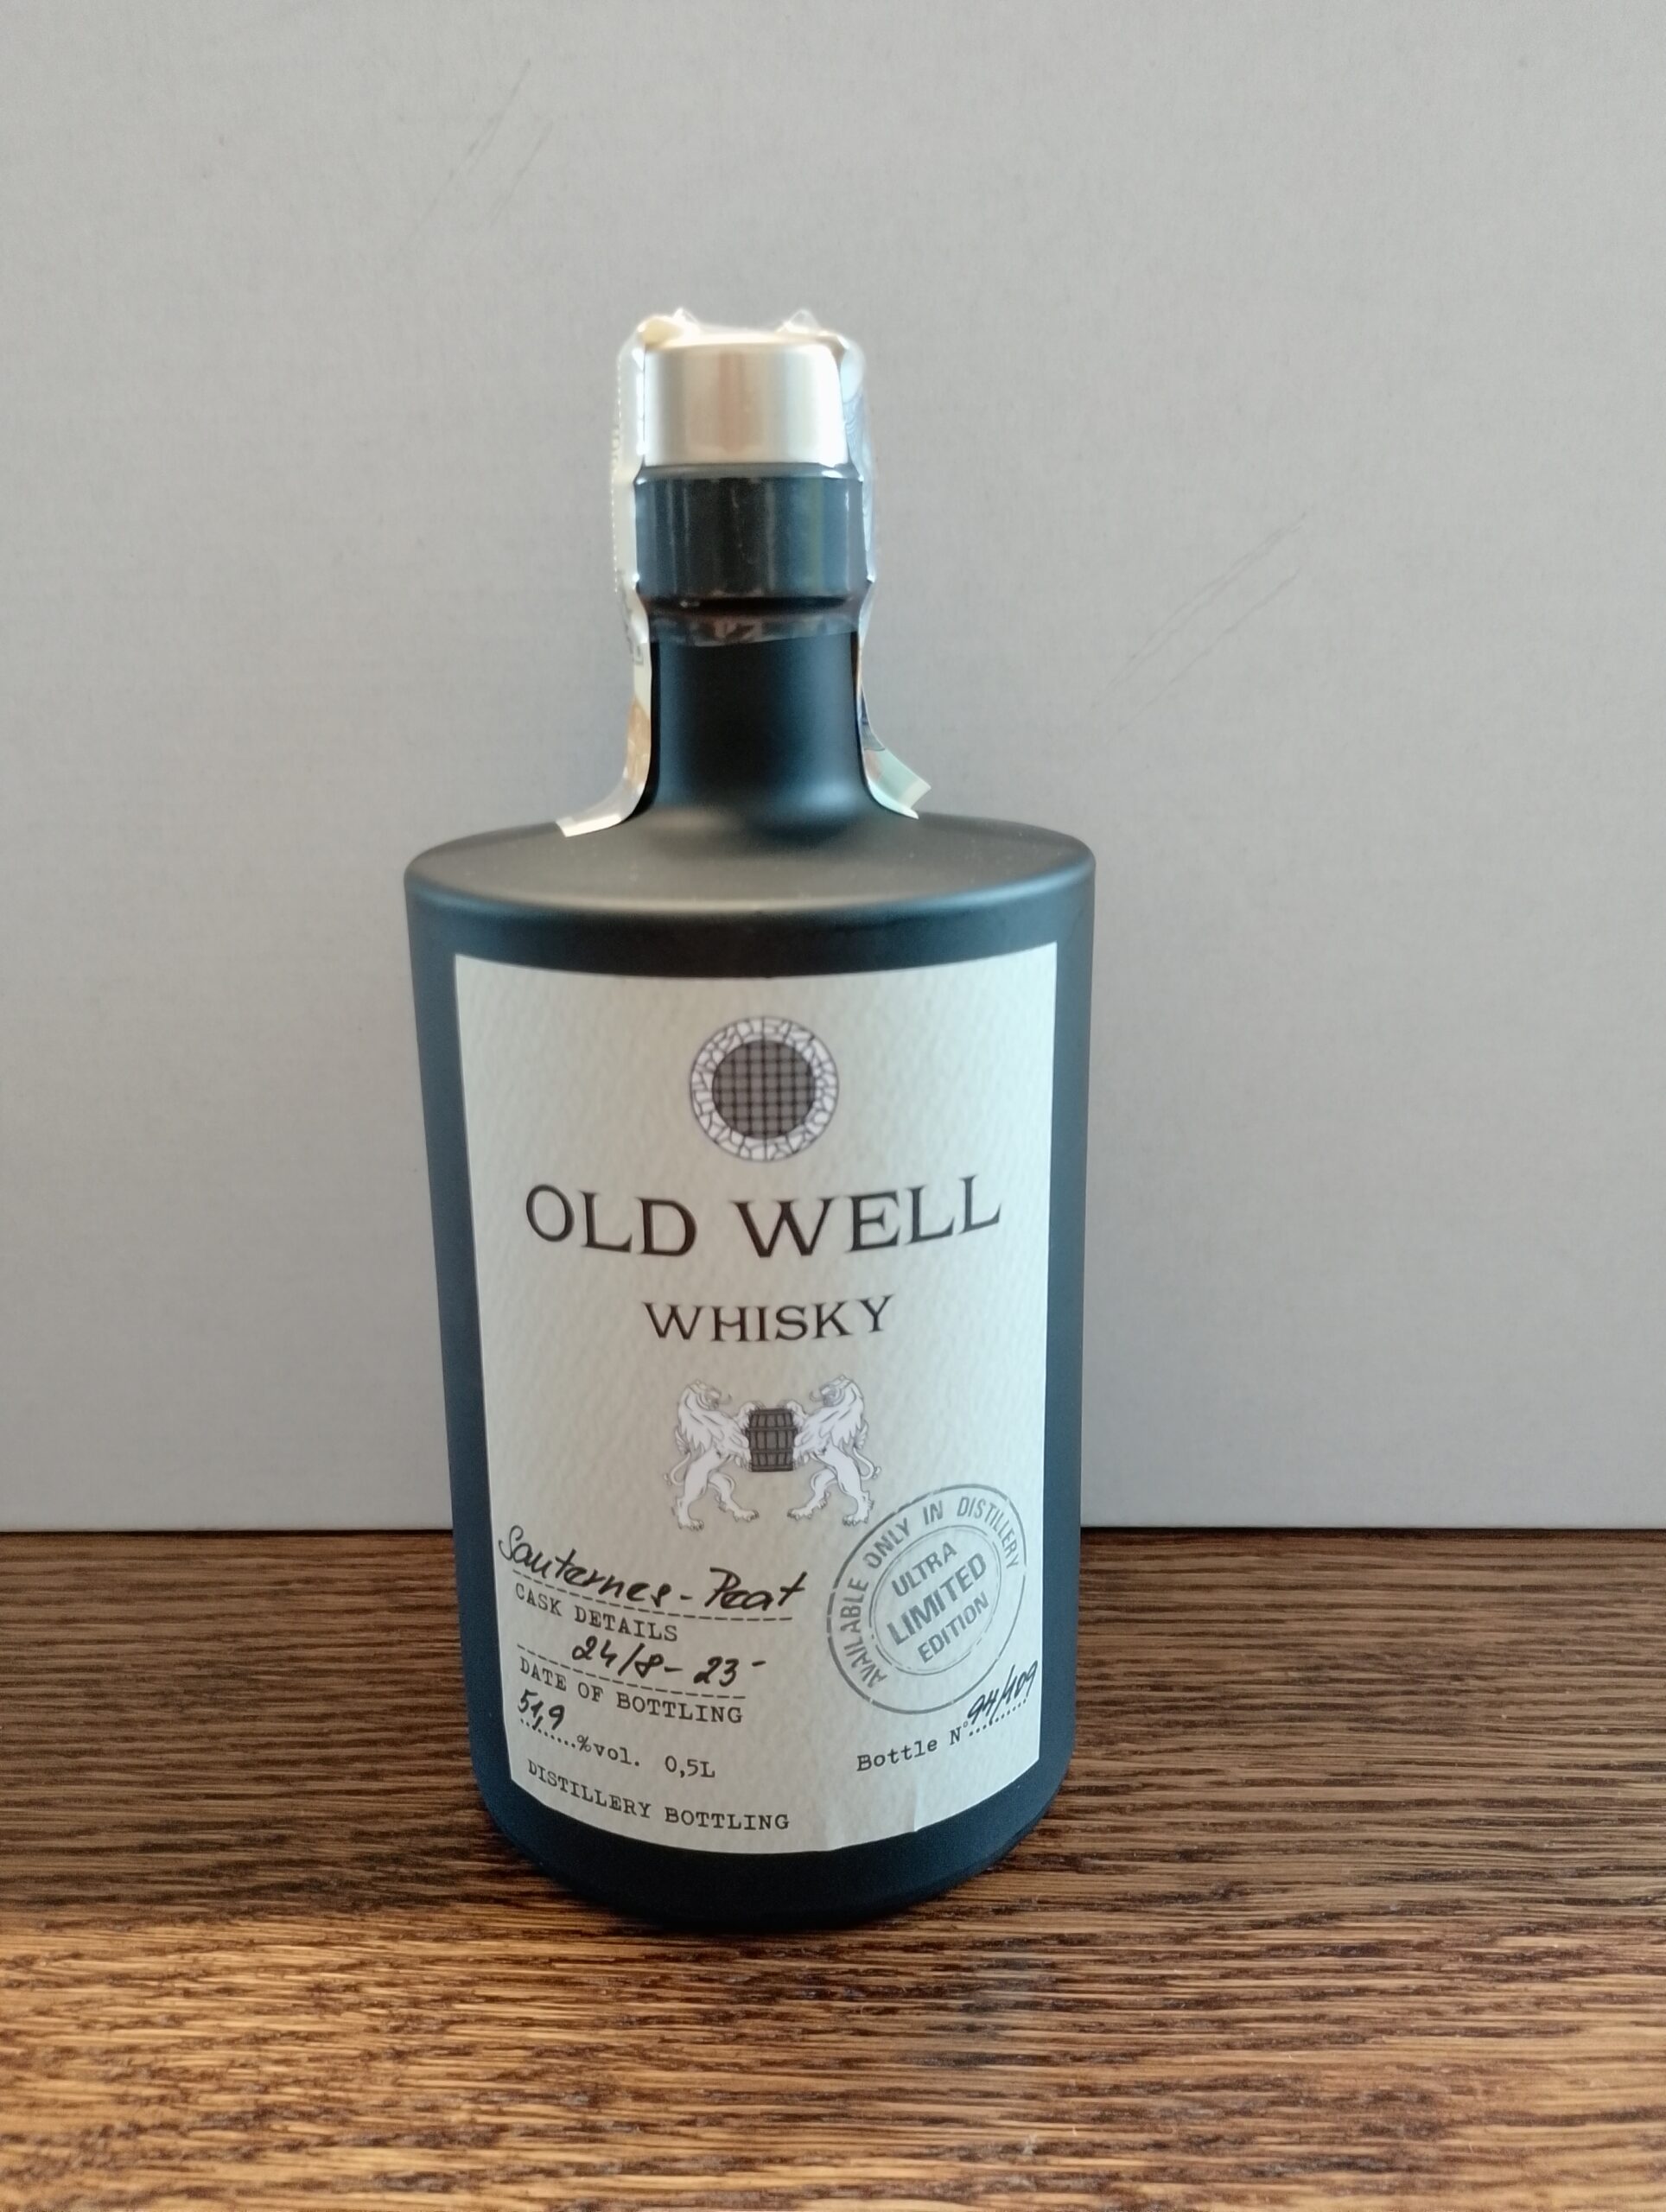 OLD WELL
WHISKY
AVAILABLE ONLY IN DISTILLERY
ULTRA
LIMITED
EDITION
Sauternes - Peat
CASK DETAILS
24/8- 23-
DATE OF BOTTLING
51,9 %vol. 0,5L
Bottle N° 94/109
DISTILLERY BOTTLING